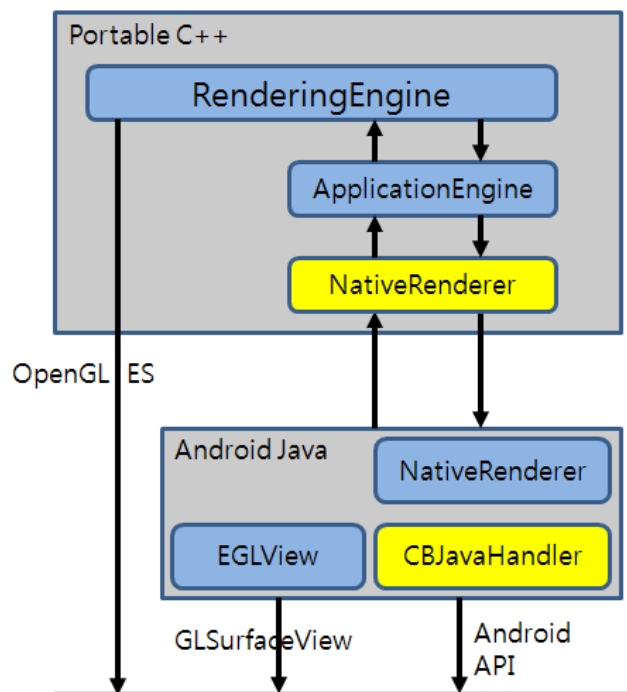 Portable C++
RenderingEngine
ApplicationEngine
NativeRenderer
OpenGL ES
Android Java
NativeRenderer
EGLView
CBJavaHandler
GLSurfaceView
Android
API